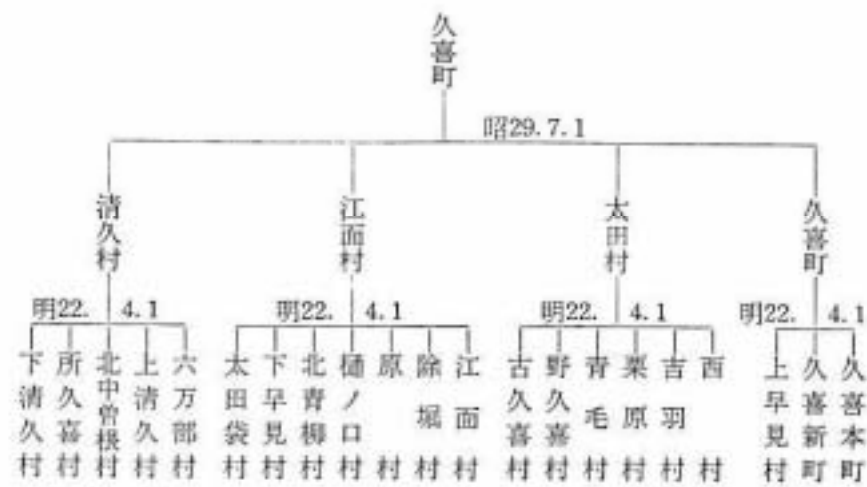 久喜町
昭29.7.1
久喜町
太田村
江面村
清久村
明22. 4.1
明22. 4.1
明22. 4.1
明22. 4.1
久喜本町
久喜新町
上早見村
西村
吉羽村
栗原村
青毛村
野久喜村
古久喜村
江面村
除堀村
原村
樋ノ口村
北青柳村
下早見村
太田袋村
六万部村
上清久村
北中曽根村
所久喜村
下清久村